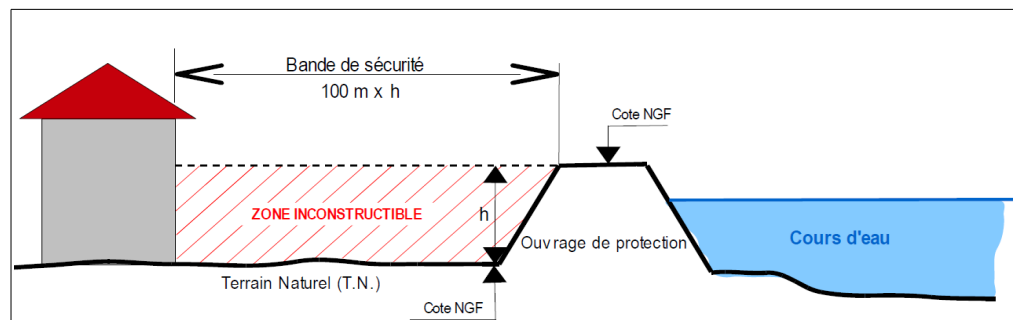 Bande de sécurité
100 m x h
Cote NGF
ZONE INCONSTRUCTIBLE
h
Ouvrage de protection
Cours d'eau
Terrain Naturel (T.N.)
Cote NGF